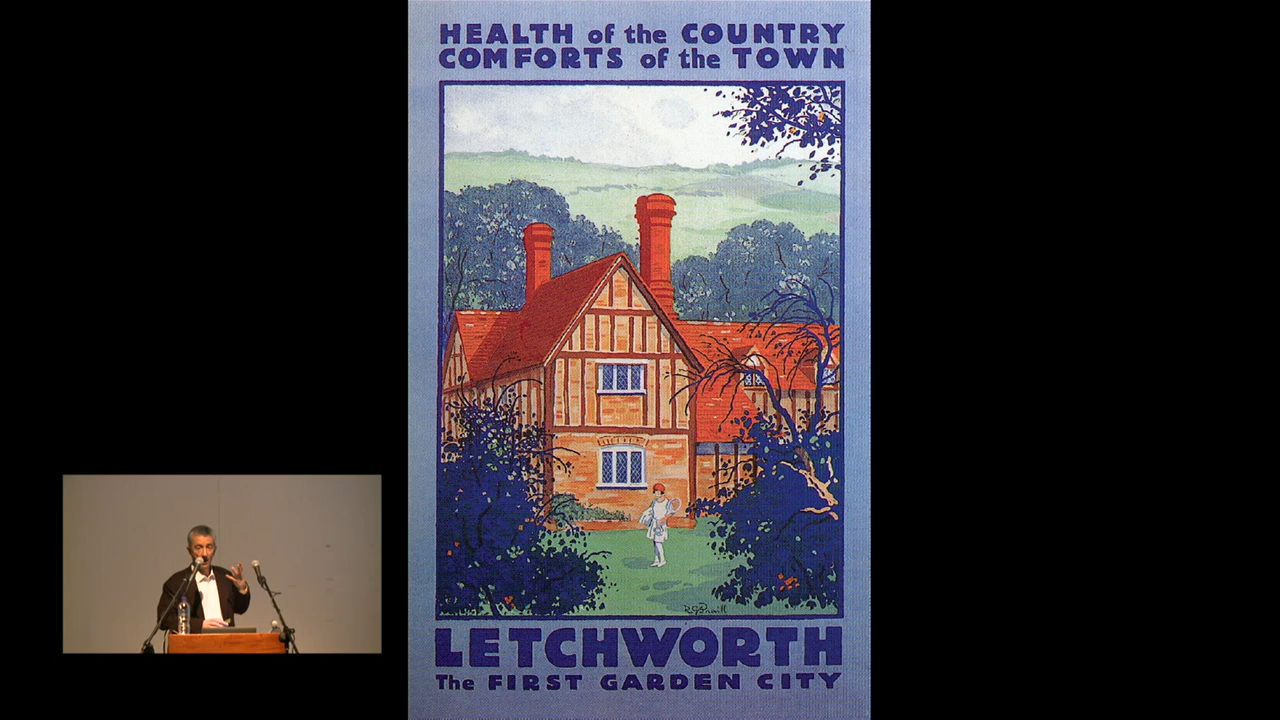 HEALTH of the COUNTRY
COMFORTS of the TOWN
LETCHWORTH
The FIRST GARDEN CITY